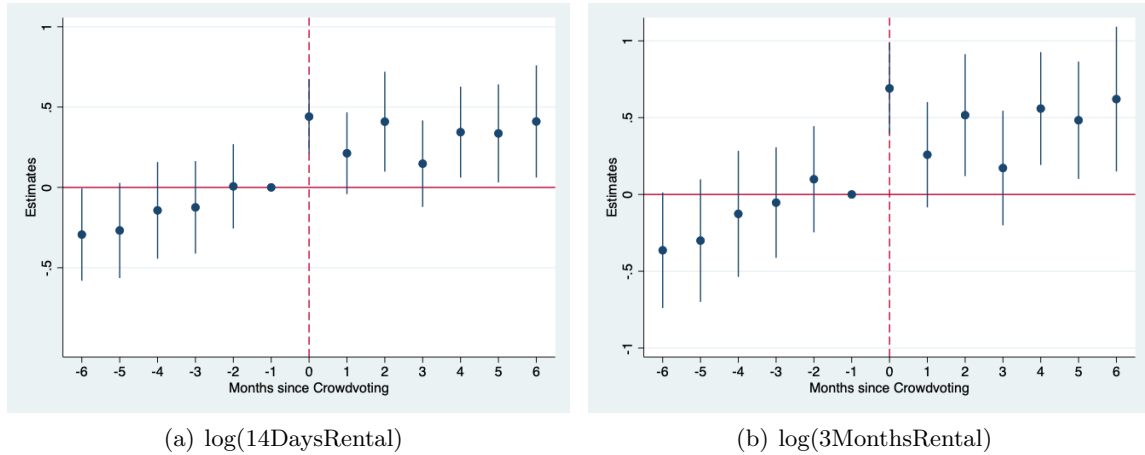 1
.5
0
-.5
Estimates
-6 -5 -4 -3 -2 -1 0 1 2 3 4 5 6
Months since Crowdvoting
(a) log(14DaysRental)
1
.5
0
-.5
-1
Estimates
-6 -5 -4 -3 -2 -1 0 1 2 3 4 5 6
Months since Crowdvoting
(b) log(3MonthsRental)